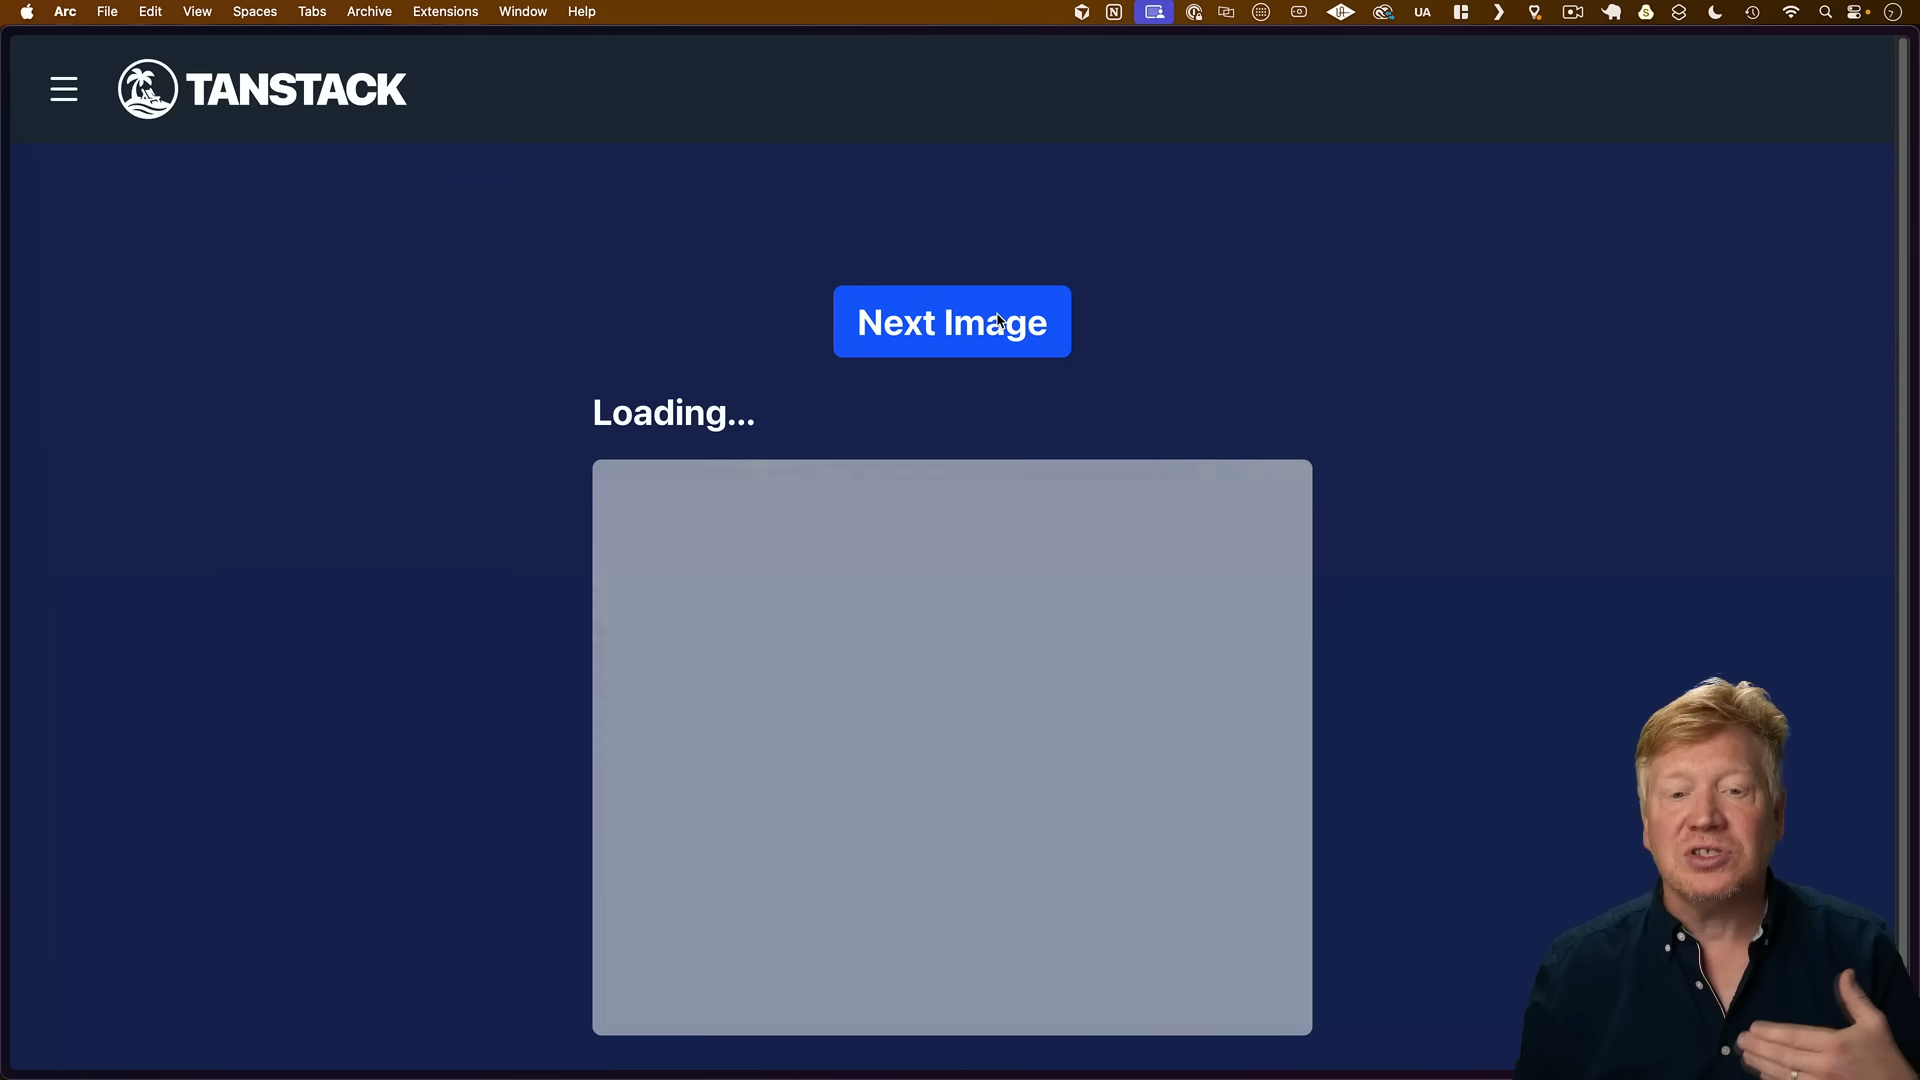 Arc File Edit View Spaces Tabs Archive Extensions Window Help UA
TANSTACK
Next Image
Loading...